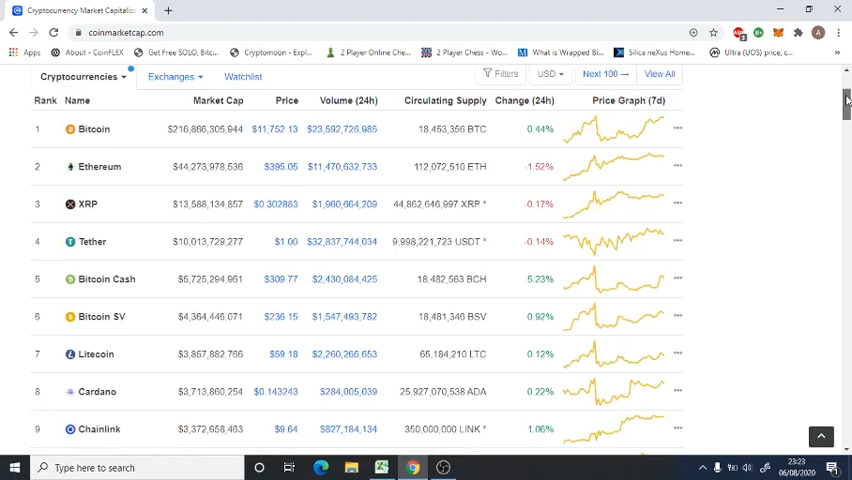 Cryptocurrency Market Capitaliz
coinmarketcap.com
Apps About - CoinFLEX Get Free SOLO, Bitc... Cryptomoon - Expl... 2 Player Online Che... 2 Player Chess - Wo... What is Wrapped Bi... Silica neXus Home... Ultra (UOS) price, c...
Cryptocurrencies Exchanges Watchlist Filters USD Next 100 → View All
Rank Name Market Cap Price Volume (24h) Circulating Supply Change (24h) Price Graph (7d)
1 Bitcoin $216,866,305,944 $11,752.13 $23,592,726,985 18,453,356 BTC 0.44%
2 Ethereum $44,273,978,536 $395.05 $11,470,632,733 112,072,510 ETH -1.52%
3 XRP $13,588,134,857 $0.302883 $1,960,664,209 44,862,646,997 XRP * -0.17%
4 Tether $10,013,729,277 $1.00 $32,837,744,034 9,998,221,723 USDT * -0.14%
5 Bitcoin Cash $5,725,294,961 $309.77 $2,430,084,425 18,482,563 BCH 5.23%
6 Bitcoin SV $4,364,446,071 $236.15 $1,547,493,782 18,481,346 BSV 0.92%
7 Litecoin $3,857,882,766 $59.18 $2,260,266,653 65,184,210 LTC 0.12%
8 Cardano $3,713,860,254 $0.143243 $284,005,039 25,927,070,538 ADA 0.22%
9 Chainlink $3,372,658,463 $9.64 $827,184,134 350,000,000 LINK * 1.06%
Type here to search
23:23
06/08/2020